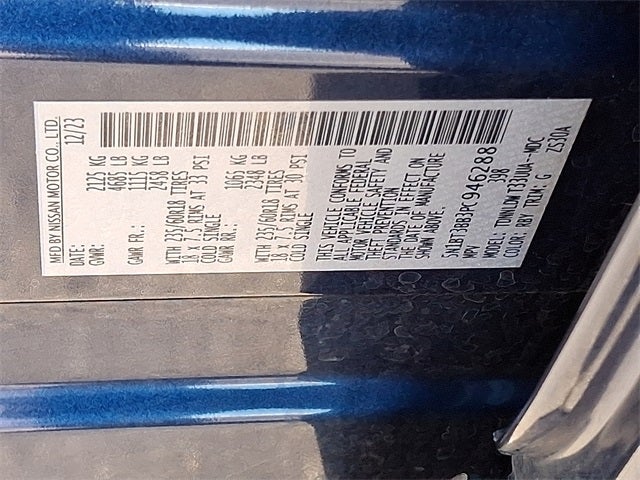 MFD BY NISSAN MOTOR CO., LTD.
DATE: 12/23
GVWR: 2125 KG
4685 LB
GAWR FR.: 1115 KG
2458 LB
WITH 235/60R18 TIRES
18 x 7.5 RIMS AT 33 PSI
COLD SINGLE
GAWR RR.: 1065 KG
2348 LB
WITH 235/60R18 TIRES
18 x 7.5 RIMS AT 30 PSI
COLD SINGLE
THIS VEHICLE CONFORMS TO
ALL APPLICABLE FEDERAL
MOTOR VEHICLE SAFETY AND
THEFT PREVENTION
STANDARDS IN EFFECT ON
THE DATE OF MANUFACTURE
SHOWN ABOVE.
5N1BT3BB3PC946288
MPV 398
MODEL: TDNNLDW T33UUA--MDC
COLOR: RBY TRIM: G ZS30A